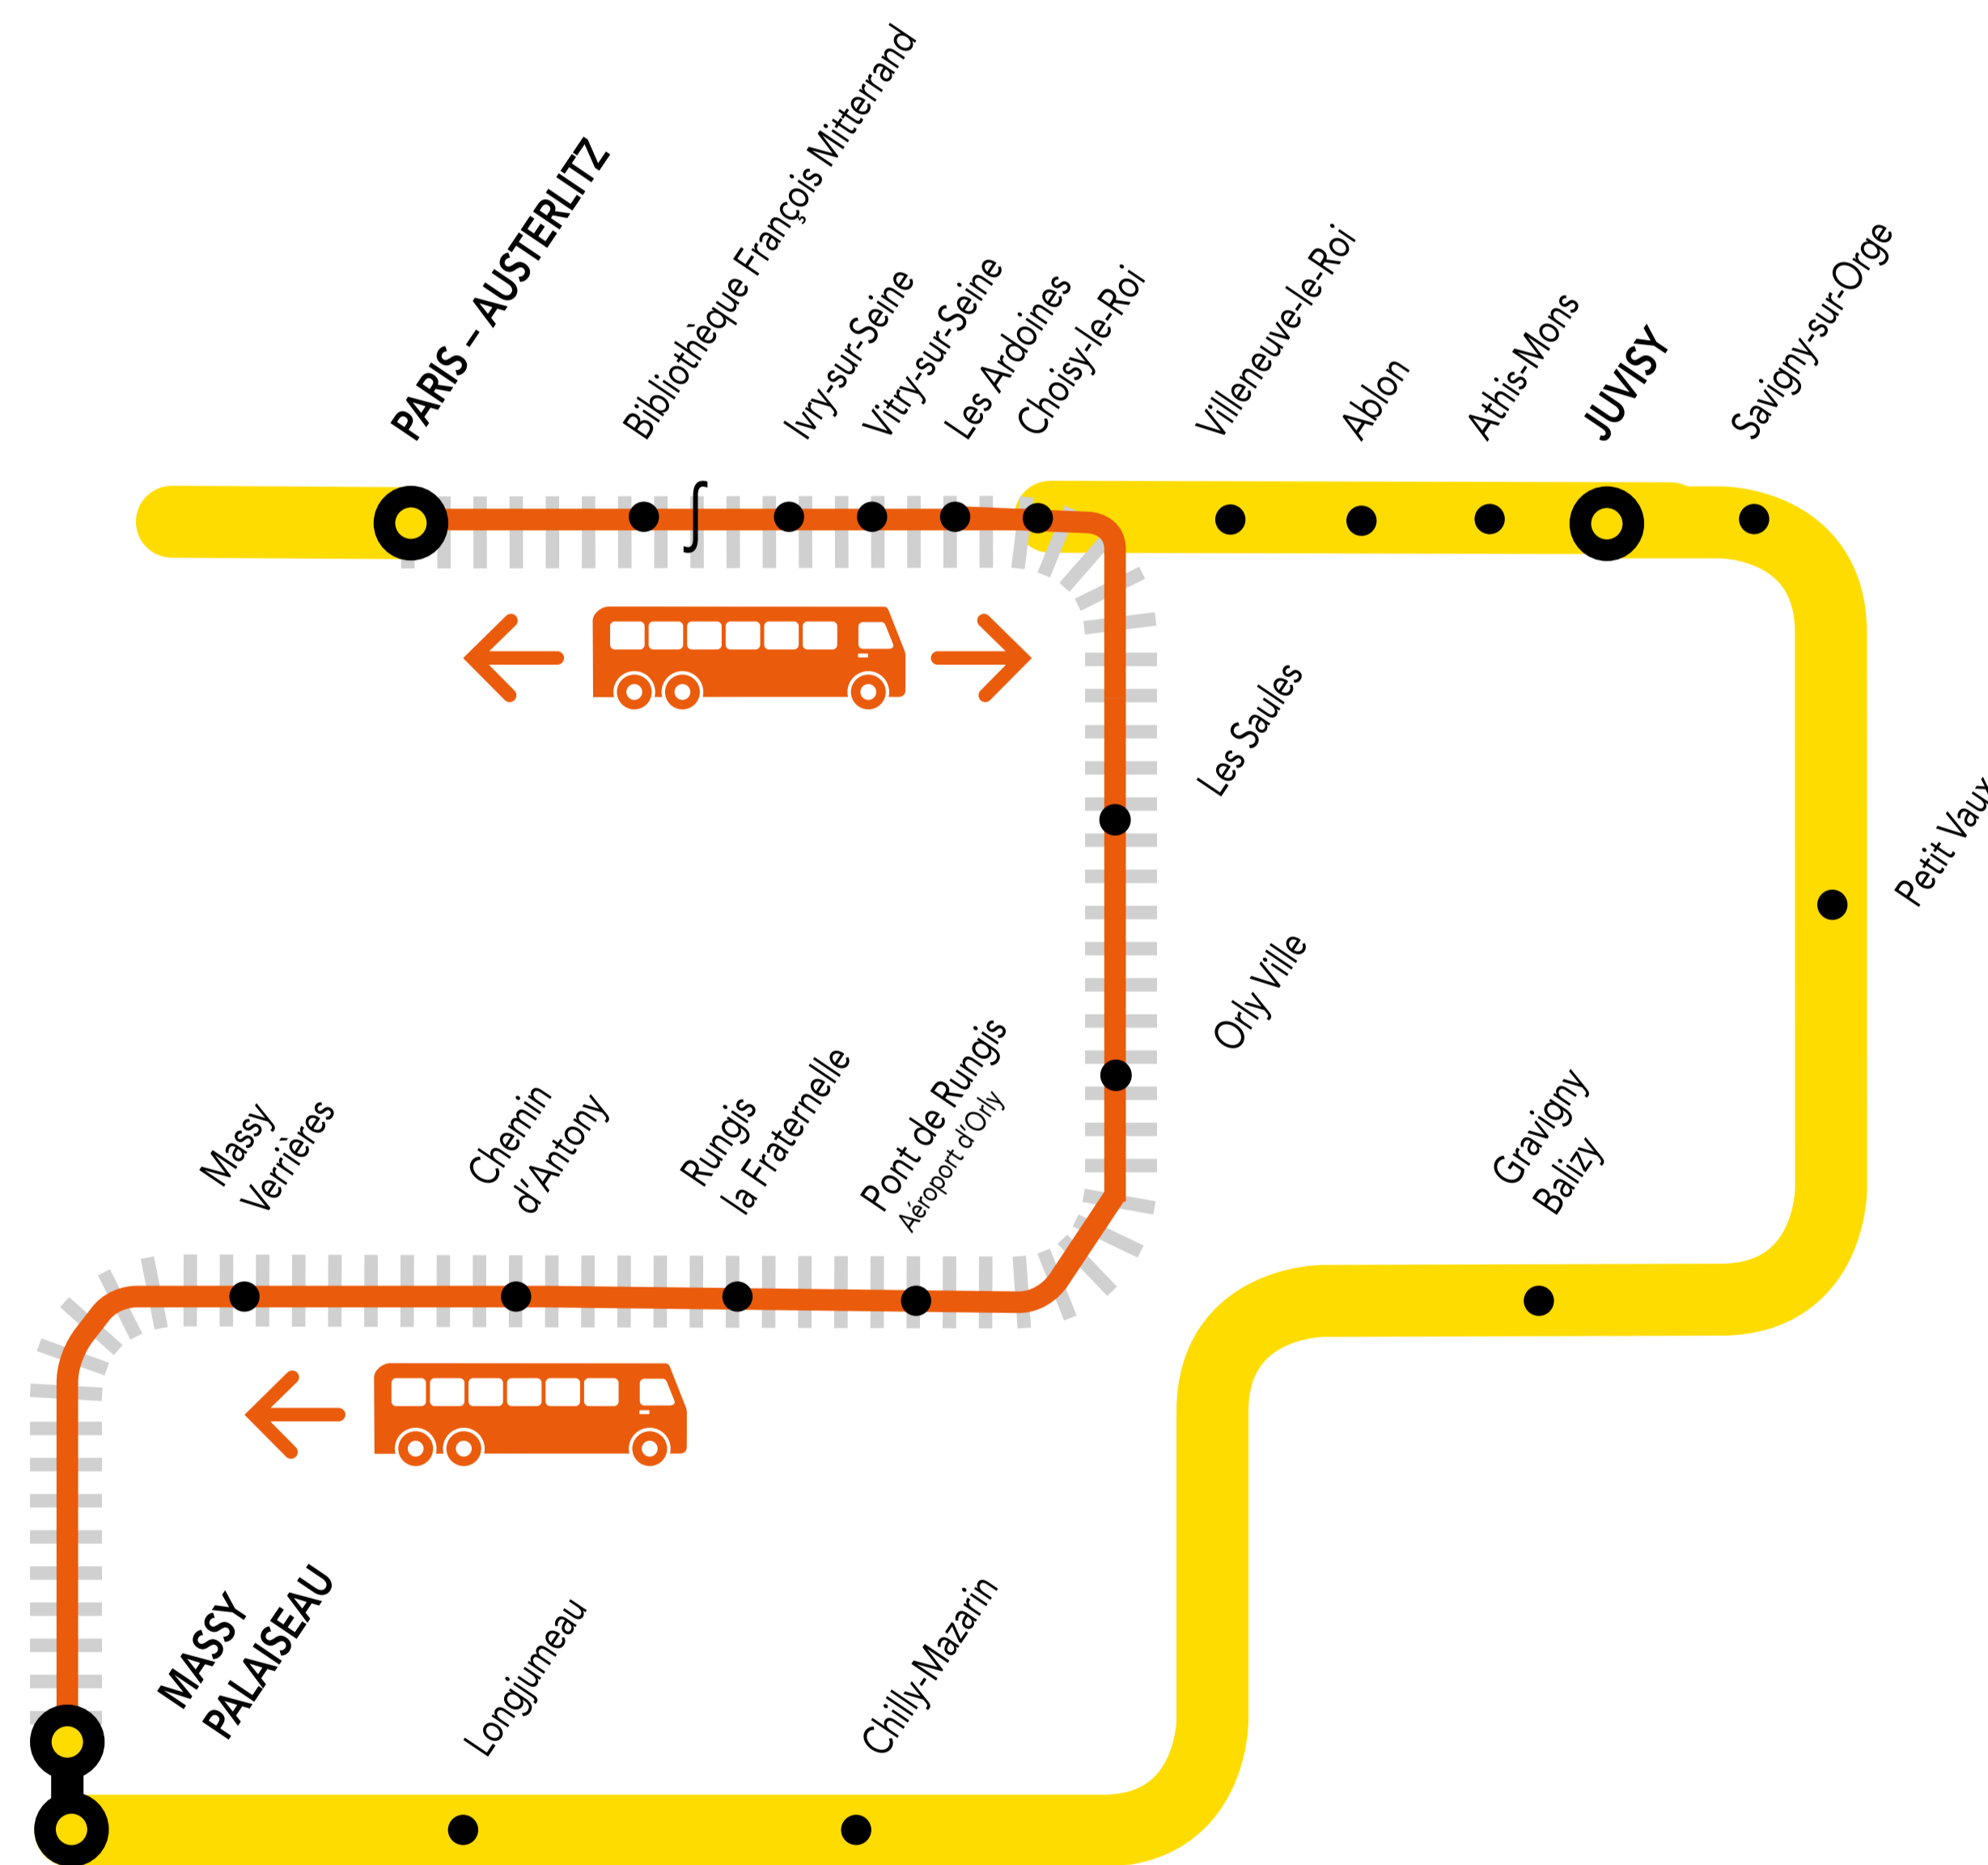 PARIS – AUSTERLITZ
Bibliothèque François Mitterrand
Ivry-sur-Seine
Vitry-sur-Seine
Les Ardoines
Choisy-le-Roi
Villeneuve-le-Roi
Ablon
Athis-Mons
JUVISY
Savigny-sur-Orge
Les Saules
Petit Vaux
Orly Ville
Massy
Verrières
Chemin
d'Antony
Rungis
la Fraternelle
Pont de Rungis
Aéroport d'Orly
Gravigny
Balizy
MASSY
PALAISEAU
Longjumeau
Chilly-Mazarin